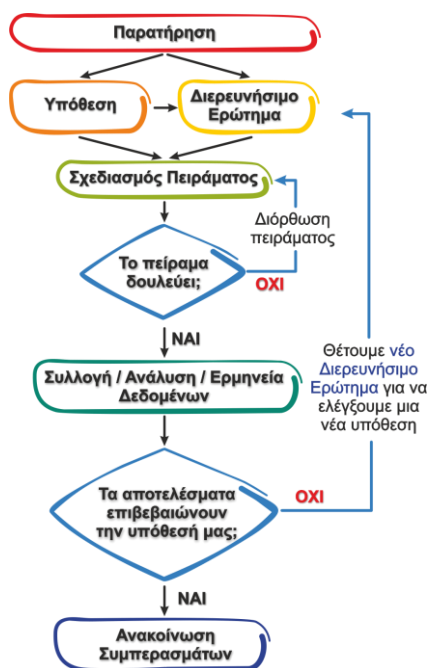 Παρατήρηση
Υπόθεση
Διερευνήσιμο
Ερώτημα
Σχεδιασμός Πειράματος
Διόρθωση
πειράματος
Το πείραμα
δουλεύει;
ΟΧΙ
ΝΑΙ
Συλλογή / Ανάλυση / Ερμηνεία
Δεδομένων
Θέτουμε νέο
Διερευνήσιμο
Ερώτημα για να
ελέγξουμε μια
νέα υπόθεση
Τα αποτελέσματα
επιβεβαιώνουν
την υπόθεσή μας;
ΟΧΙ
ΝΑΙ
Ανακοίνωση
Συμπερασμάτων